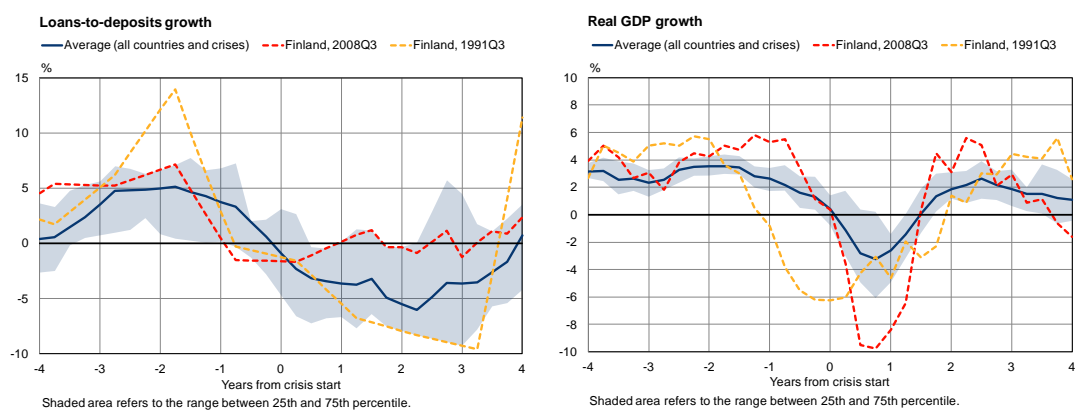 Loans-to-deposits growth
Average (all countries and crises) Finland, 2008Q3 Finland, 1991Q3
%
15
10
5
0
-5
-10
-4 -3 -2 -1 0 1 2 3 4
Years from crisis start
Shaded area refers to the range between 25th and 75th percentile.
Real GDP growth
Average (all countries and crises) Finland, 2008Q3 Finland, 1991Q3
%
10
8
6
4
2
0
-2
-4
-6
-8
-10
-4 -3 -2 -1 0 1 2 3 4
Years from crisis start
Shaded area refers to the range between 25th and 75th percentile.